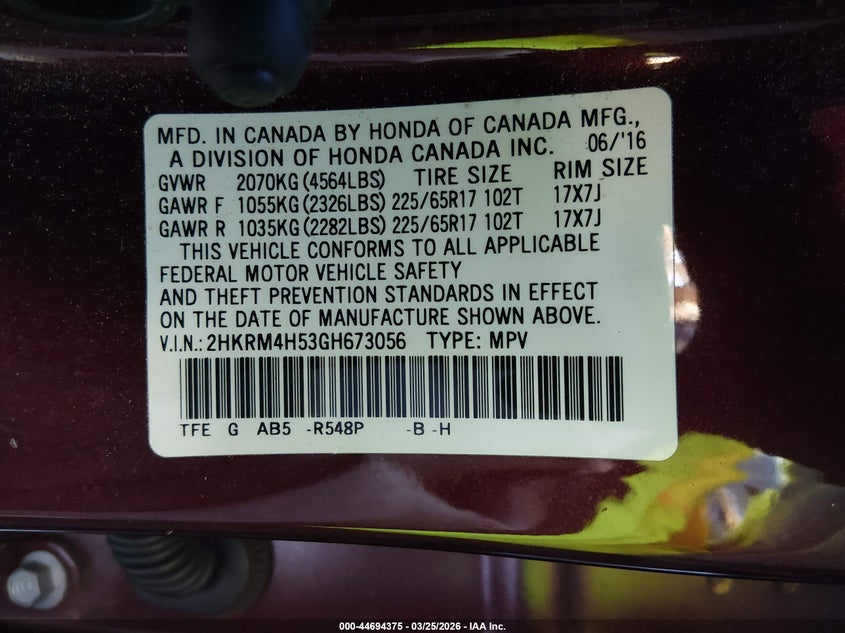 MFD. IN CANADA BY HONDA OF CANADA MFG.,
A DIVISION OF HONDA CANADA INC. 06/'16
GVWR 2070KG (4564LBS) TIRE SIZE RIM SIZE
GAWR F 1055KG (2326LBS) 225/65R17 102T 17X7J
GAWR R 1035KG (2282LBS) 225/65R17 102T 17X7J
THIS VEHICLE CONFORMS TO ALL APPLICABLE
FEDERAL MOTOR VEHICLE SAFETY
AND THEFT PREVENTION STANDARDS IN EFFECT
ON THE DATE OF MANUFACTURE SHOWN ABOVE.
V.I.N.: 2HKRM4H53GH673056 TYPE: MPV
TFE G AB5 -R548P -B -H
000-44694375 - 03/25/2026 - IAA Inc.